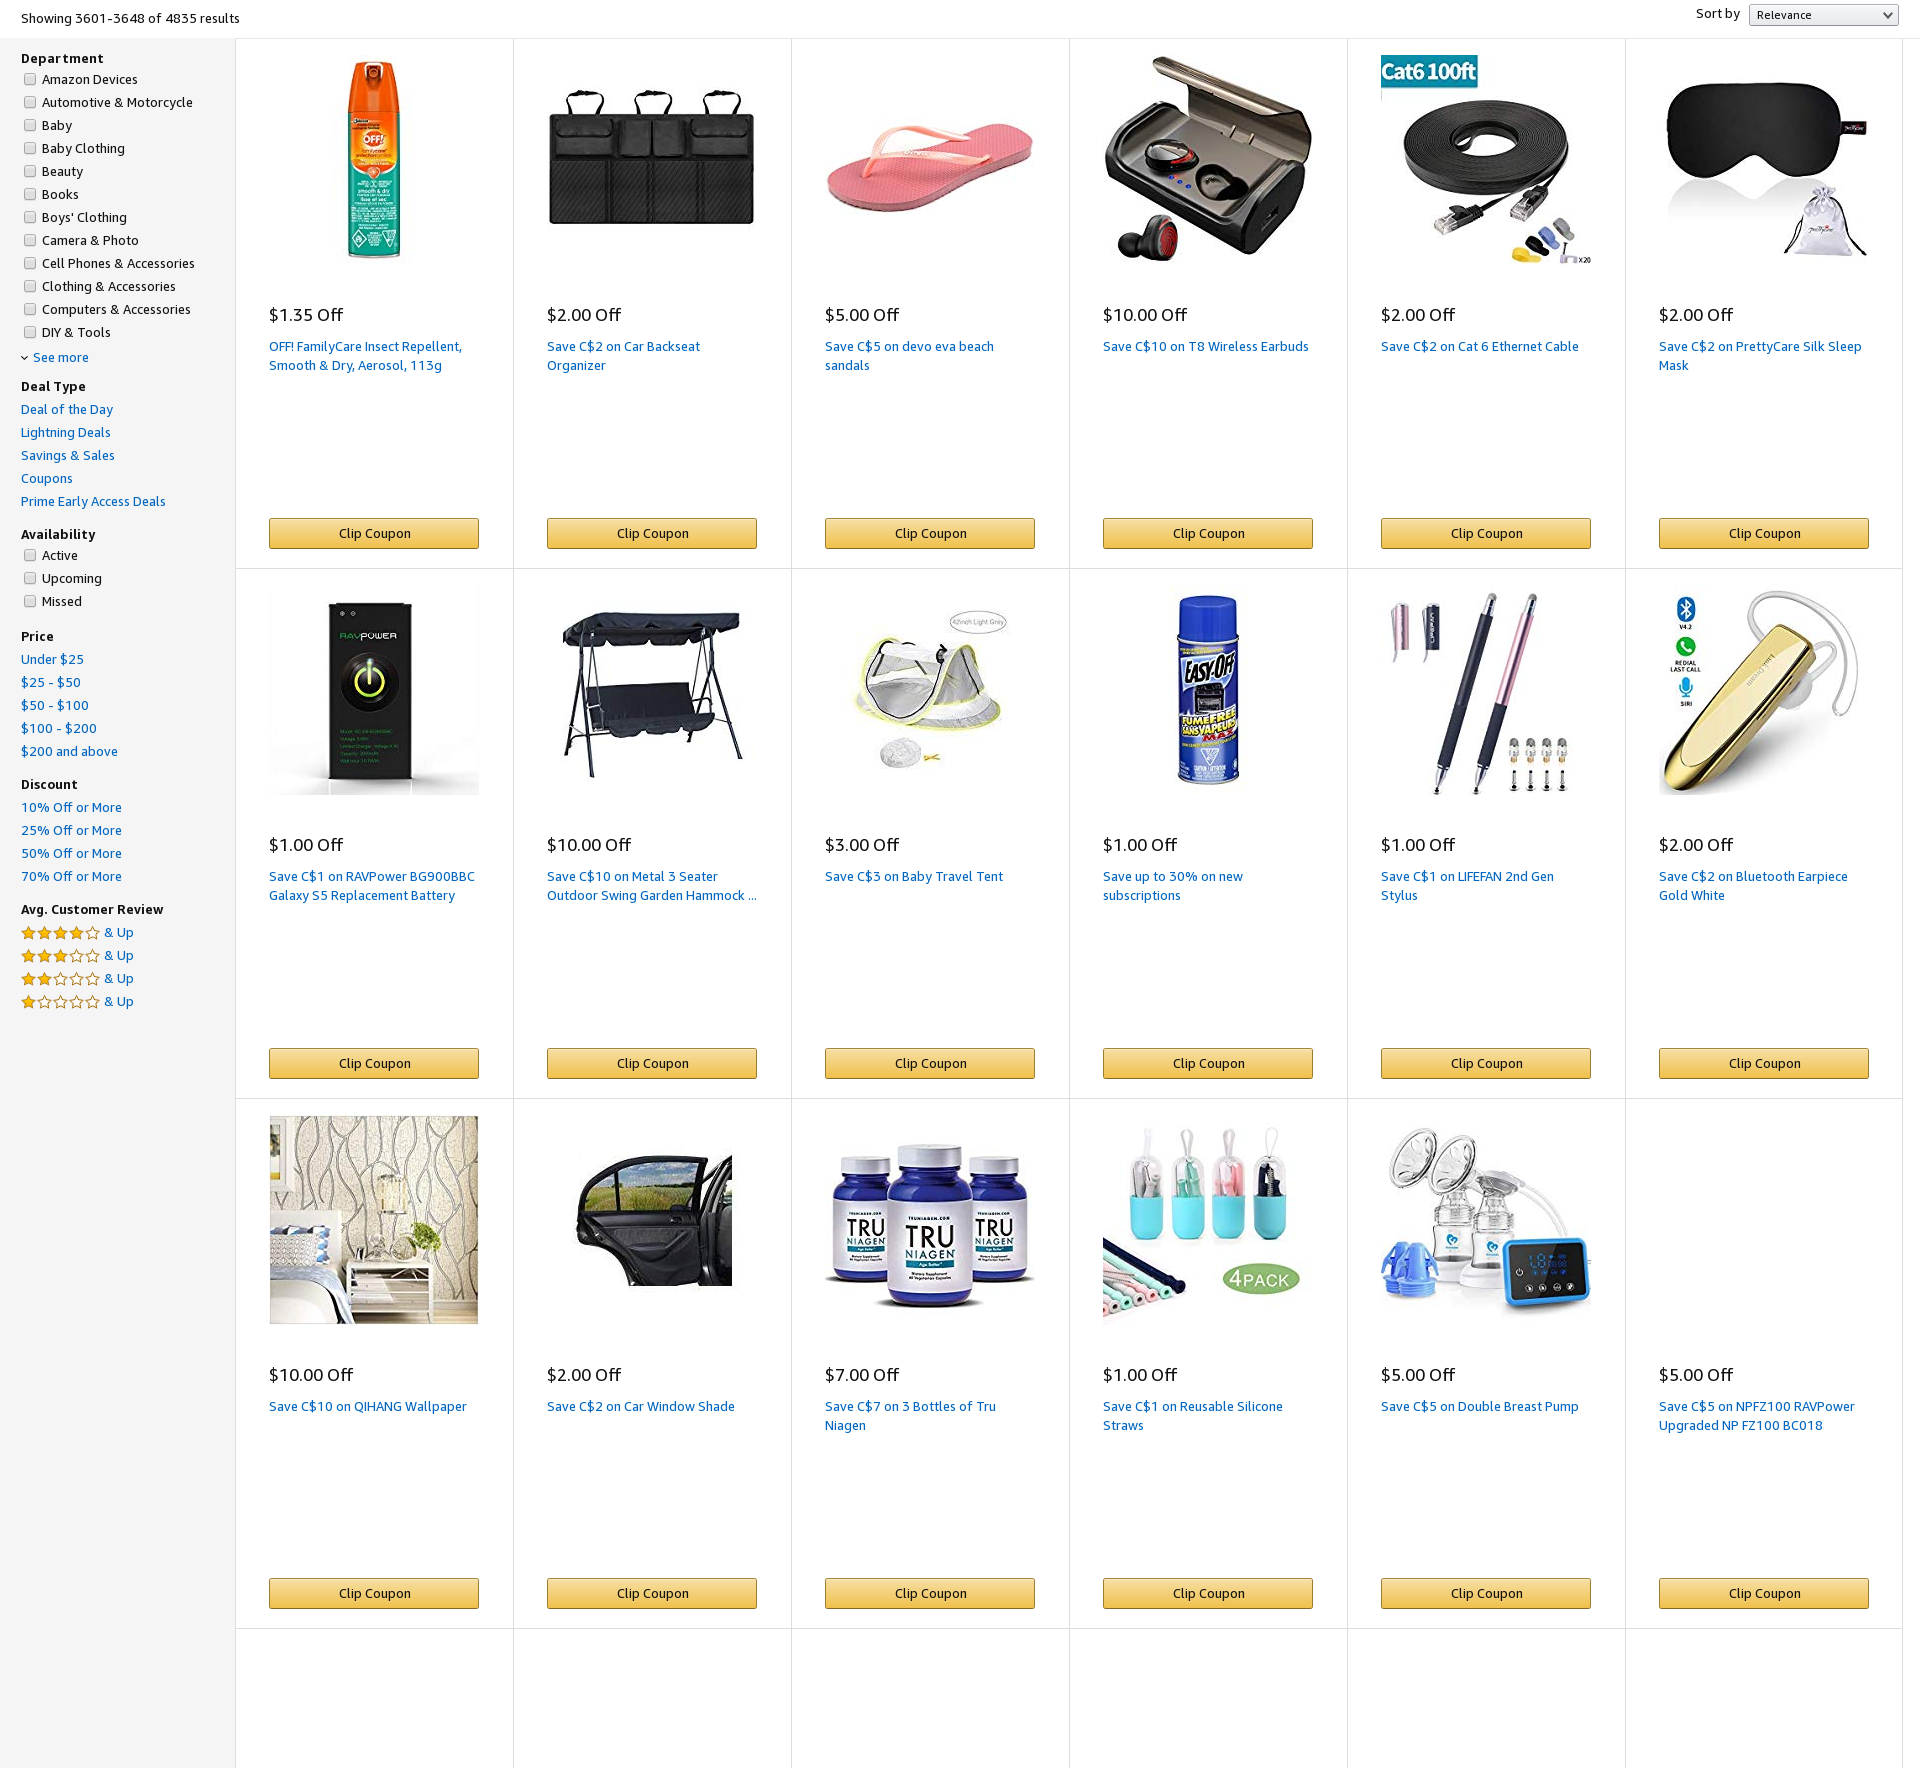 Showing 3601-3648 of 4835 results
Sort by
Relevance
Department
Amazon Devices
Automotive & Motorcycle
Baby
Baby Clothing
Beauty
Books
Boys' Clothing
Camera & Photo
Cell Phones & Accessories
Clothing & Accessories
Computers & Accessories
DIY & Tools
See more
Deal Type
Deal of the Day
Lightning Deals
Savings & Sales
Coupons
Prime Early Access Deals
Availability
Active
Upcoming
Missed
Price
Under $25
$25 - $50
$50 - $100
$100 - $200
$200 and above
Discount
10% Off or More
25% Off or More
50% Off or More
70% Off or More
Avg. Customer Review
& Up
& Up
& Up
& Up
OFF!
smooth & dry
$1.35 Off
OFF! FamilyCare Insect Repellent,
Smooth & Dry, Aerosol, 113g
Clip Coupon
$2.00 Off
Save C$2 on Car Backseat
Organizer
Clip Coupon
$5.00 Off
Save C$5 on devo eva beach
sandals
Clip Coupon
$10.00 Off
Save C$10 on T8 Wireless Earbuds
Clip Coupon
Cat6 100ft
X20
$2.00 Off
Save C$2 on Cat 6 Ethernet Cable
Clip Coupon
$2.00 Off
Save C$2 on PrettyCare Silk Sleep
Mask
Clip Coupon
RAVPOWER
$1.00 Off
Save C$1 on RAVPower BG900BBC
Galaxy S5 Replacement Battery
Clip Coupon
$10.00 Off
Save C$10 on Metal 3 Seater
Outdoor Swing Garden Hammock ...
Clip Coupon
42inch Light Grey
$3.00 Off
Save C$3 on Baby Travel Tent
Clip Coupon
EASY-OFF
FUME FREE
SANS VAPEURS
MAX
$1.00 Off
Save up to 30% on new
subscriptions
Clip Coupon
LIFEFAN
$1.00 Off
Save C$1 on LIFEFAN 2nd Gen
Stylus
Clip Coupon
V4.2
REDIAL
LAST CALL
SIRI
$2.00 Off
Save C$2 on Bluetooth Earpiece
Gold White
Clip Coupon
$10.00 Off
Save C$10 on QIHANG Wallpaper
Clip Coupon
$2.00 Off
Save C$2 on Car Window Shade
Clip Coupon
TRU
NIAGEN
TRU
NIAGEN
TRU
NIAGEN
$7.00 Off
Save C$7 on 3 Bottles of Tru
Niagen
Clip Coupon
4PACK
$1.00 Off
Save C$1 on Reusable Silicone
Straws
Clip Coupon
$5.00 Off
Save C$5 on Double Breast Pump
Clip Coupon
$5.00 Off
Save C$5 on NPFZ100 RAVPower
Upgraded NP FZ100 BC018
Clip Coupon